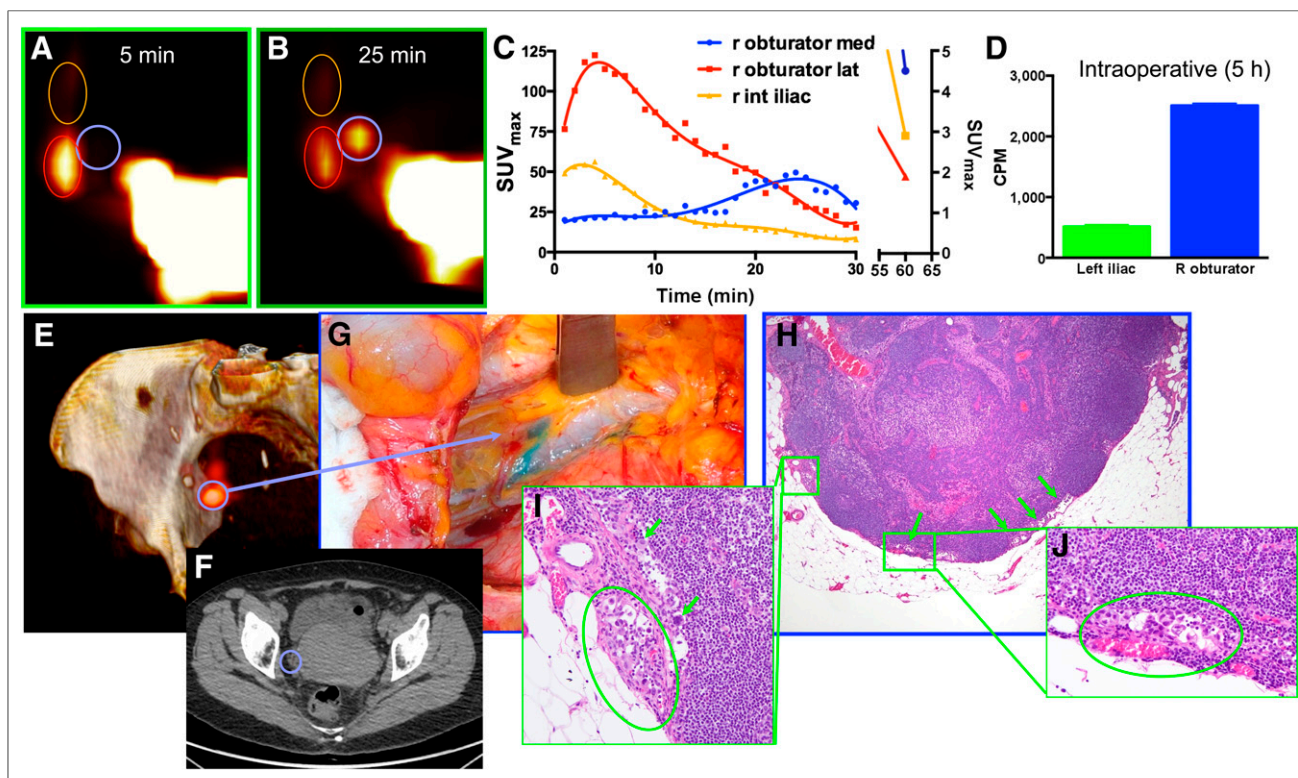 A
5 min
B
25 min
C
r obturator med
r obturator lat
r int iliac
125
100
75
50
25
0
SUVmax
0
10
20
30
55
60
65
Time (min)
5
4
3
2
1
0
SUVmax
D
Intraoperative (5 h)
3,000
2,000
1,000
0
CPM
Left iliac
R obturator
E
F
G
H
I
J